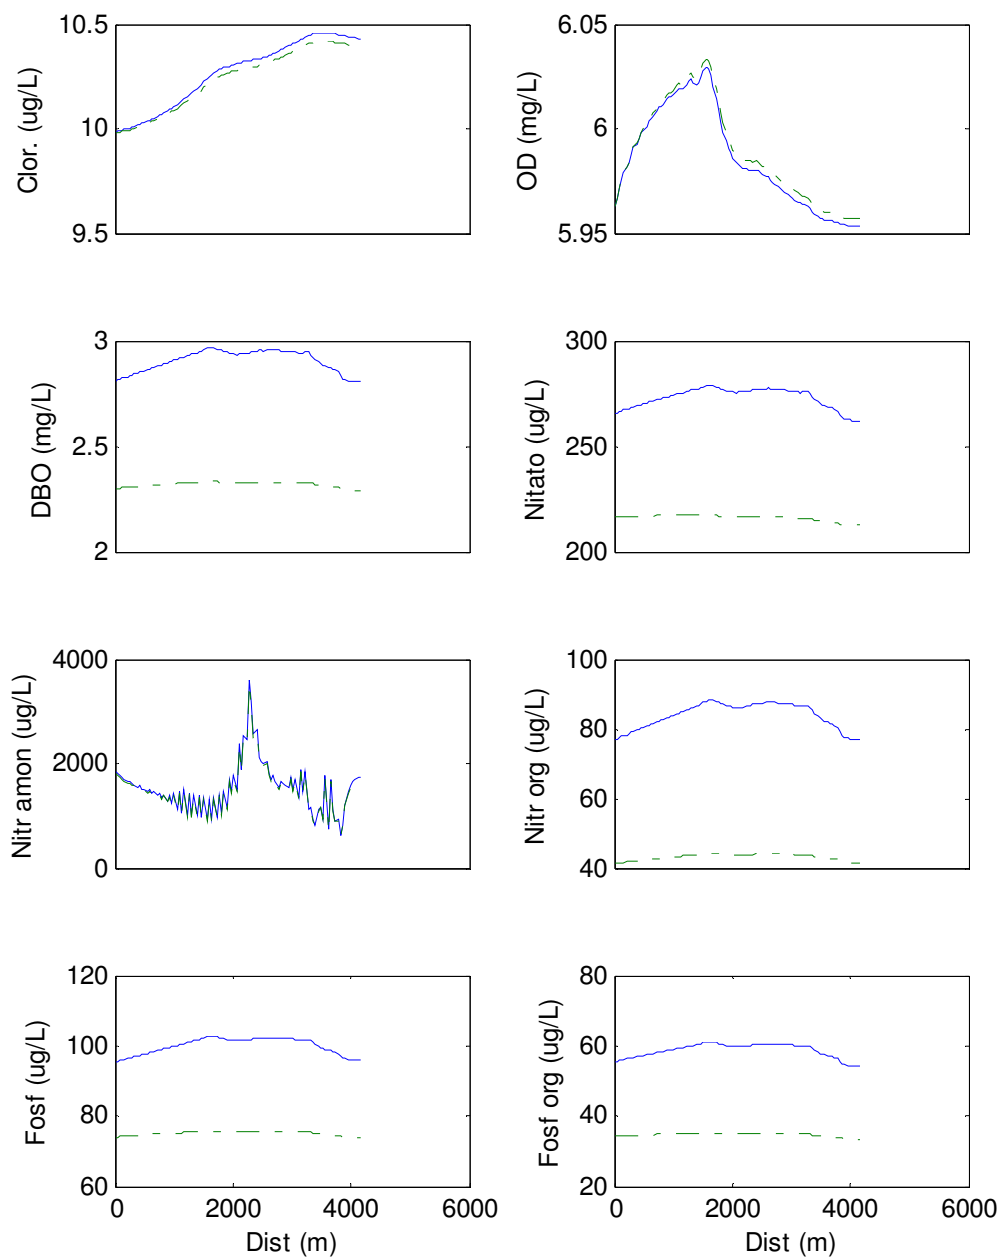 10.5
10
9.5
Clor. (ug/L)
6.05
6
5.95
OD (mg/L)
3
2.5
2
DBO (mg/L)
300
250
200
Nitato (ug/L)
4000
2000
0
Nitr amon (ug/L)
100
80
60
40
Nitr org (ug/L)
120
100
80
60
Fosf (ug/L)
0 2000 4000 6000
Dist (m)
80
60
40
20
Fosf org (ug/L)
0 2000 4000 6000
Dist (m)